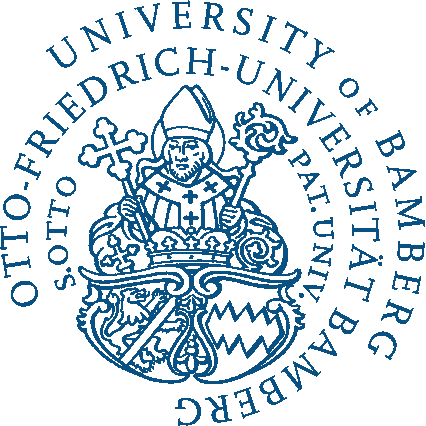 UNIVERSITY OF BAMBERG
OTTO-FRIEDRICH-UNIVERSITÄT BAMBERG
S. OTTO PAT. UNIV.